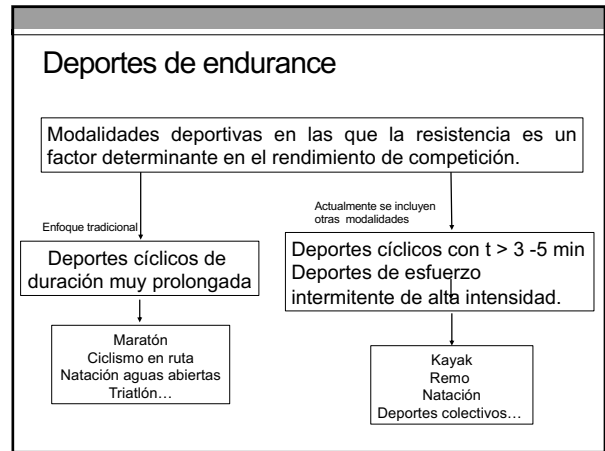 Deportes de endurance
Modalidades deportivas en las que la resistencia es un
factor determinante en el rendimiento de competición.
Enfoque tradicional
Deportes cíclicos de
duración muy prolongada
Maratón
Ciclismo en ruta
Natación aguas abiertas
Triatlón…
Actualmente se incluyen
otras modalidades
Deportes cíclicos con t > 3 -5 min
Deportes de esfuerzo
intermitente de alta intensidad.
Kayak
Remo
Natación
Deportes colectivos…